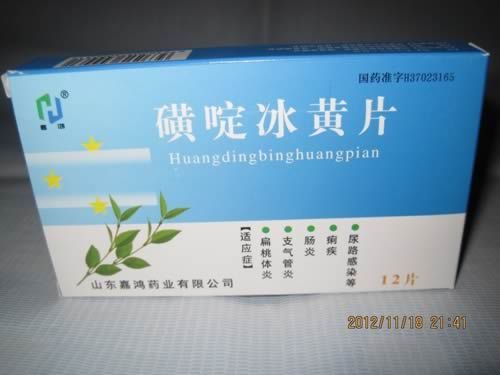 国药准字H37023165
®
嘉鸿
磺啶冰黄片
Huangdingbinghuangpian
【适应症】
●扁桃体炎
●支气管炎
●肠炎
●痢疾
●尿路感染等
山东嘉鸿药业有限公司
12片
2012/11/18 21:41